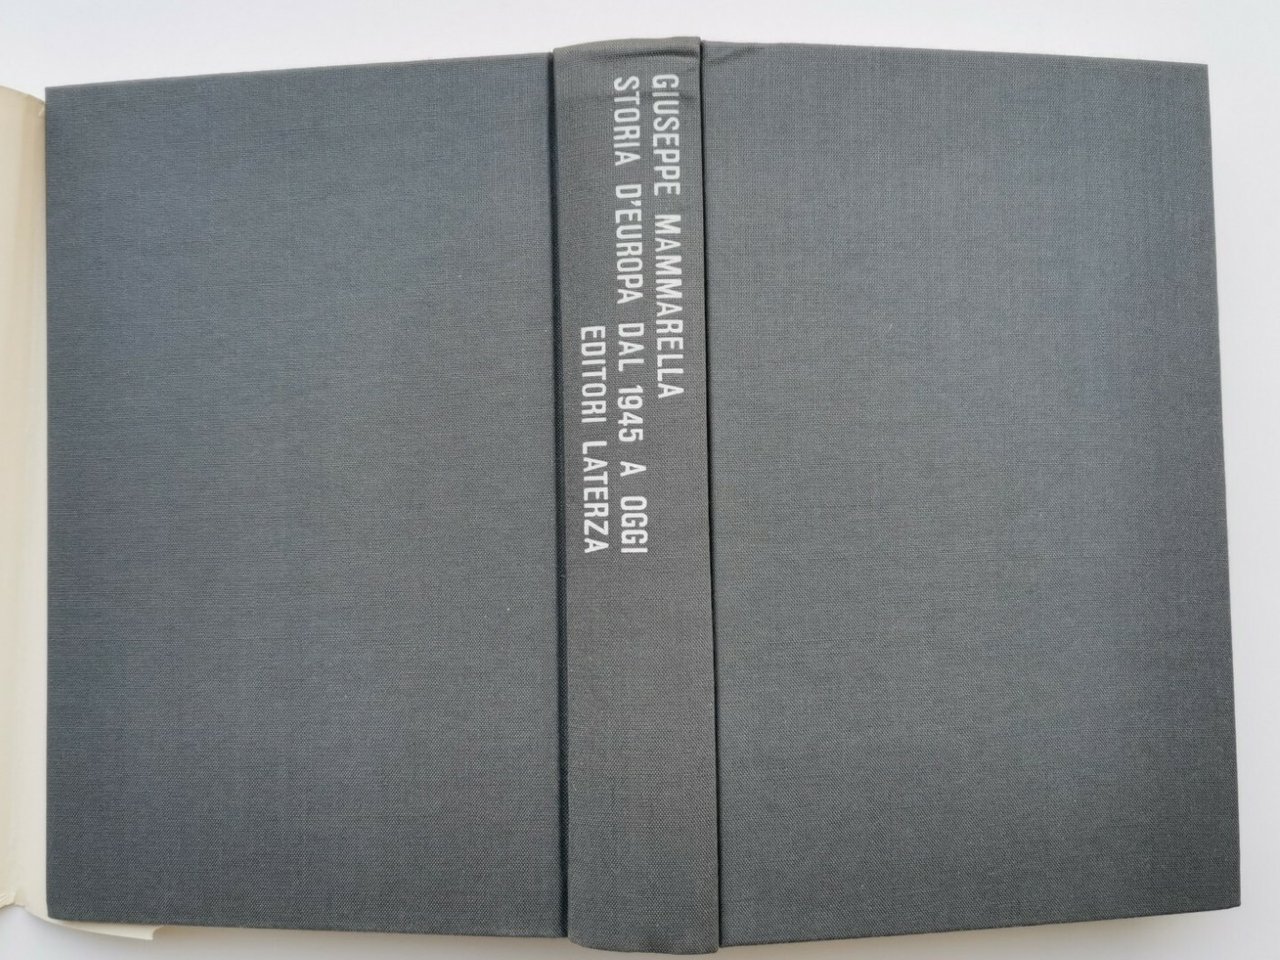 GIUSEPPE MAMMARELLA
STORIA D'EUROPA DAL 1945 A OGGI
EDITORI LATERZA